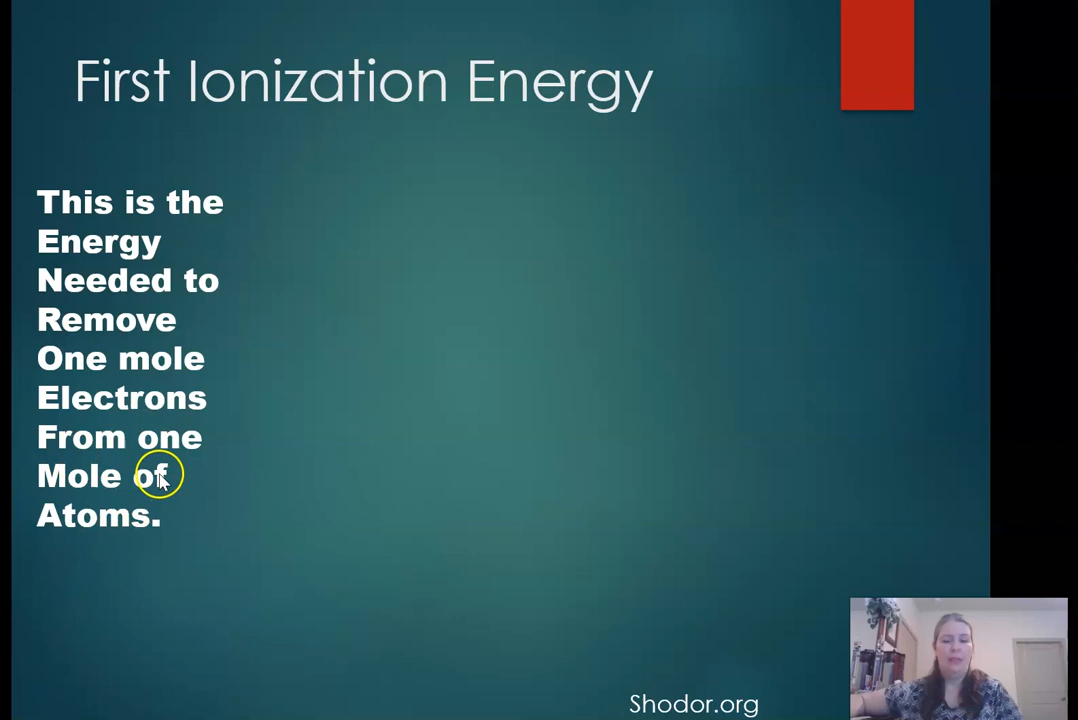 First Ionization Energy
This is the
Energy
Needed to
Remove
One mole
Electrons
From one
Mole of
Atoms.
Shodor.org